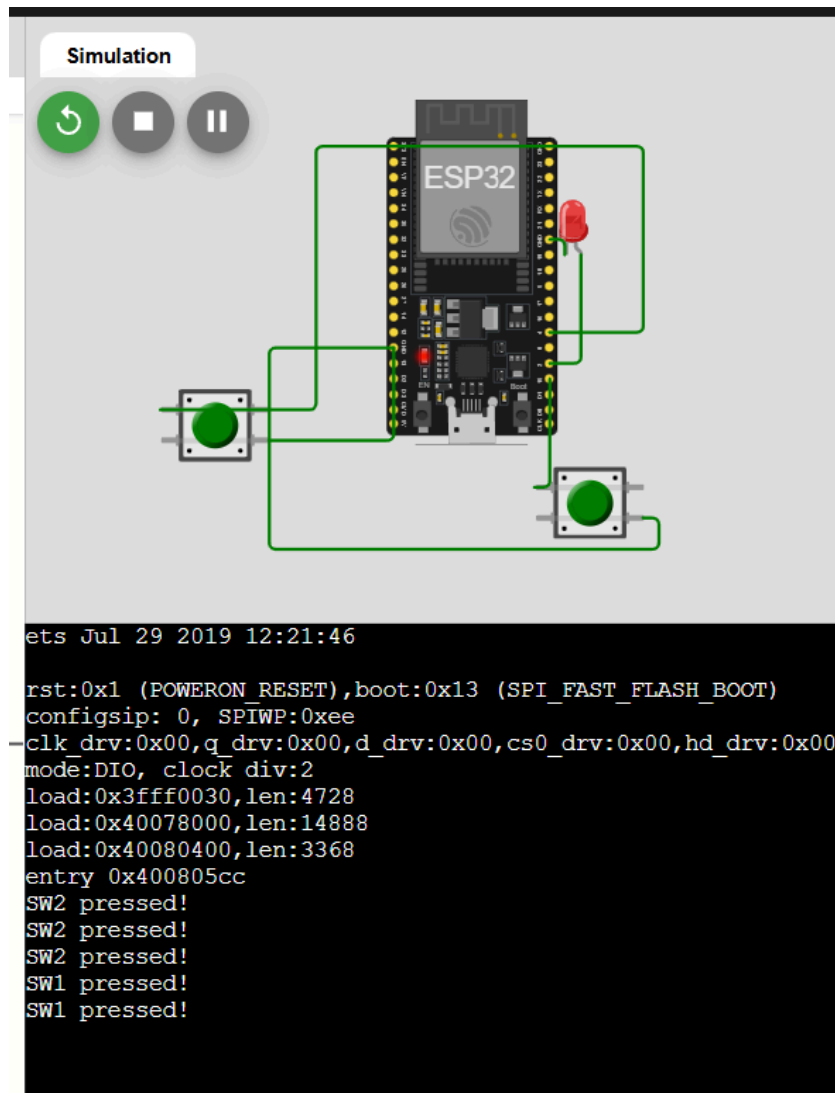 Simulation
ESP32
EN
Boot
ets Jul 29 2019 12:21:46
rst:0x1 (POWERON_RESET),boot:0x13 (SPI_FAST_FLASH_BOOT)
configsip: 0, SPIWP:0xee
clk_drv:0x00,q_drv:0x00,d_drv:0x00,cs0_drv:0x00,hd_drv:0x00
mode:DIO, clock div:2
load:0x3fff0030,len:4728
load:0x40078000,len:14888
load:0x40080400,len:3368
entry 0x400805cc
SW2 pressed!
SW2 pressed!
SW2 pressed!
SW1 pressed!
SW1 pressed!